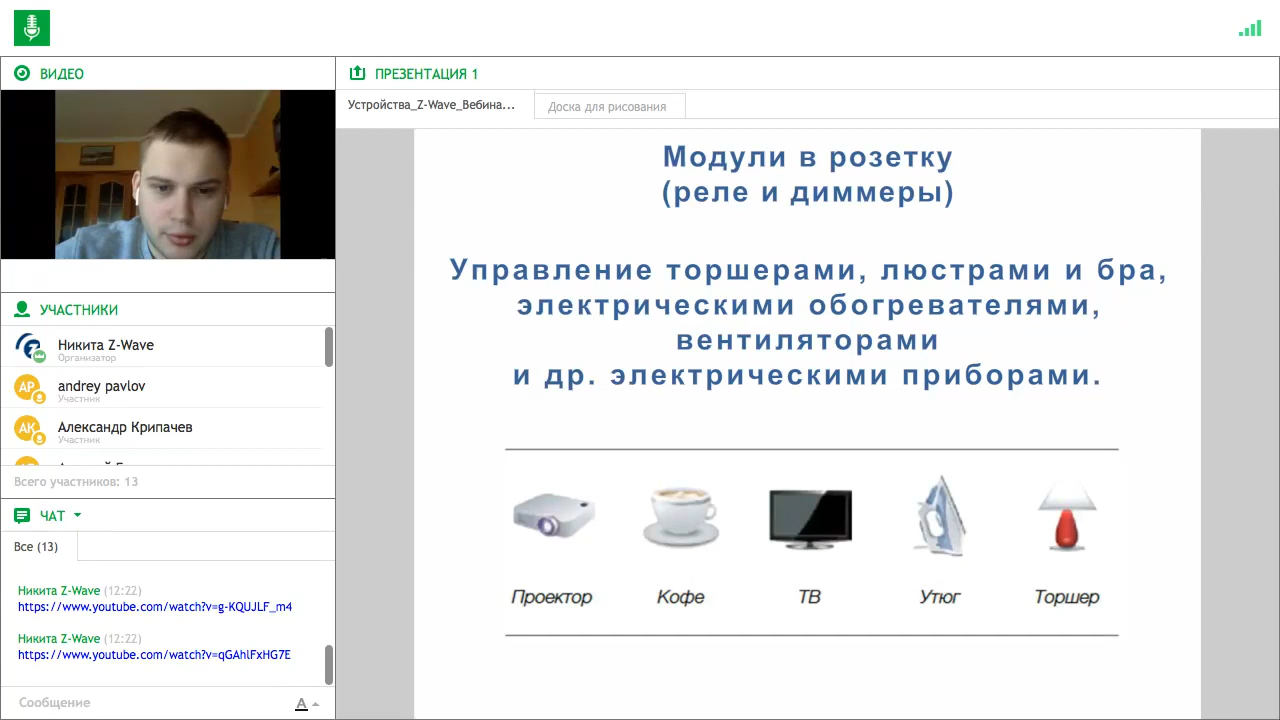 ВИДЕО
ПРЕЗЕНТАЦИЯ 1
Устройства_Z-Wave_Вебина...
Доска для рисования
Модули в розетку
(реле и диммеры)
Управление торшерами, люстрами и бра,
электрическими обогревателями,
вентиляторами
и др. электрическими приборами.
Проектор
Кофе
ТВ
Утюг
Торшер
УЧАСТНИКИ
Никита Z-Wave
Организатор
AP
andrey pavlov
Участник
АК
Александр Крипачев
Участник
Всего участников: 13
ЧАТ
Все (13)
Никита Z-Wave (12:22)
https://www.youtube.com/watch?v=g-KQUJLF_m4
Никита Z-Wave (12:22)
https://www.youtube.com/watch?v=qGAhlFxHG7E
Сообщение
A